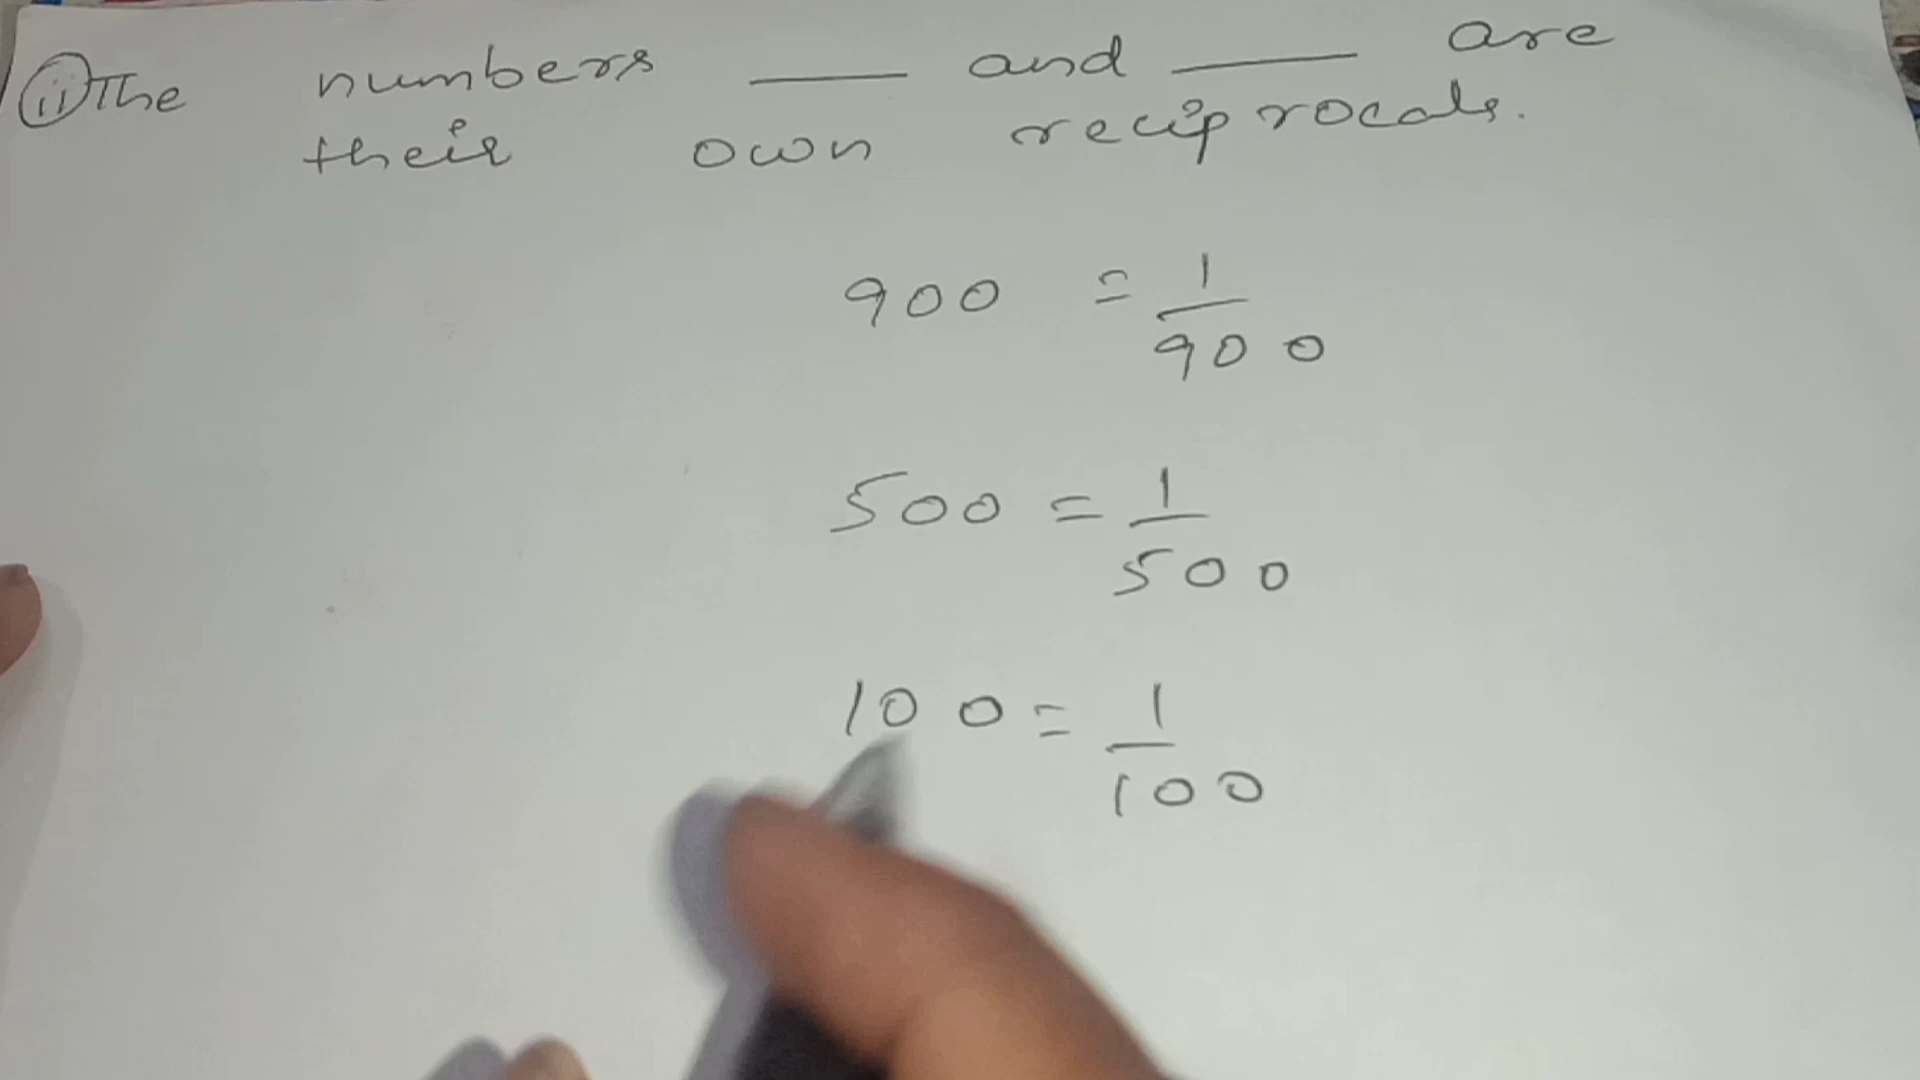 (ii) The numbers ____ and ____ are
their own reciprocals.
900 = 1/900
500 = 1/500
100 = 1/100